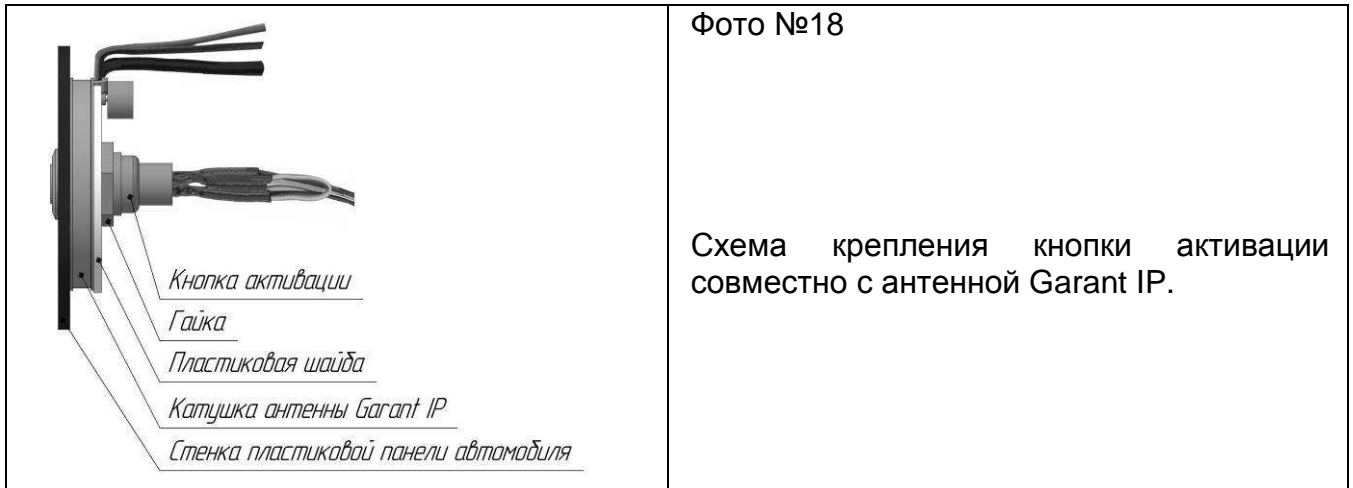 Кнопка активации
Гайка
Пластиковая шайба
Катушка антенны Garant IP
Стенка пластиковой панели автомобиля
Фото №18
Схема крепления кнопки активации
совместно с антенной Garant IP.